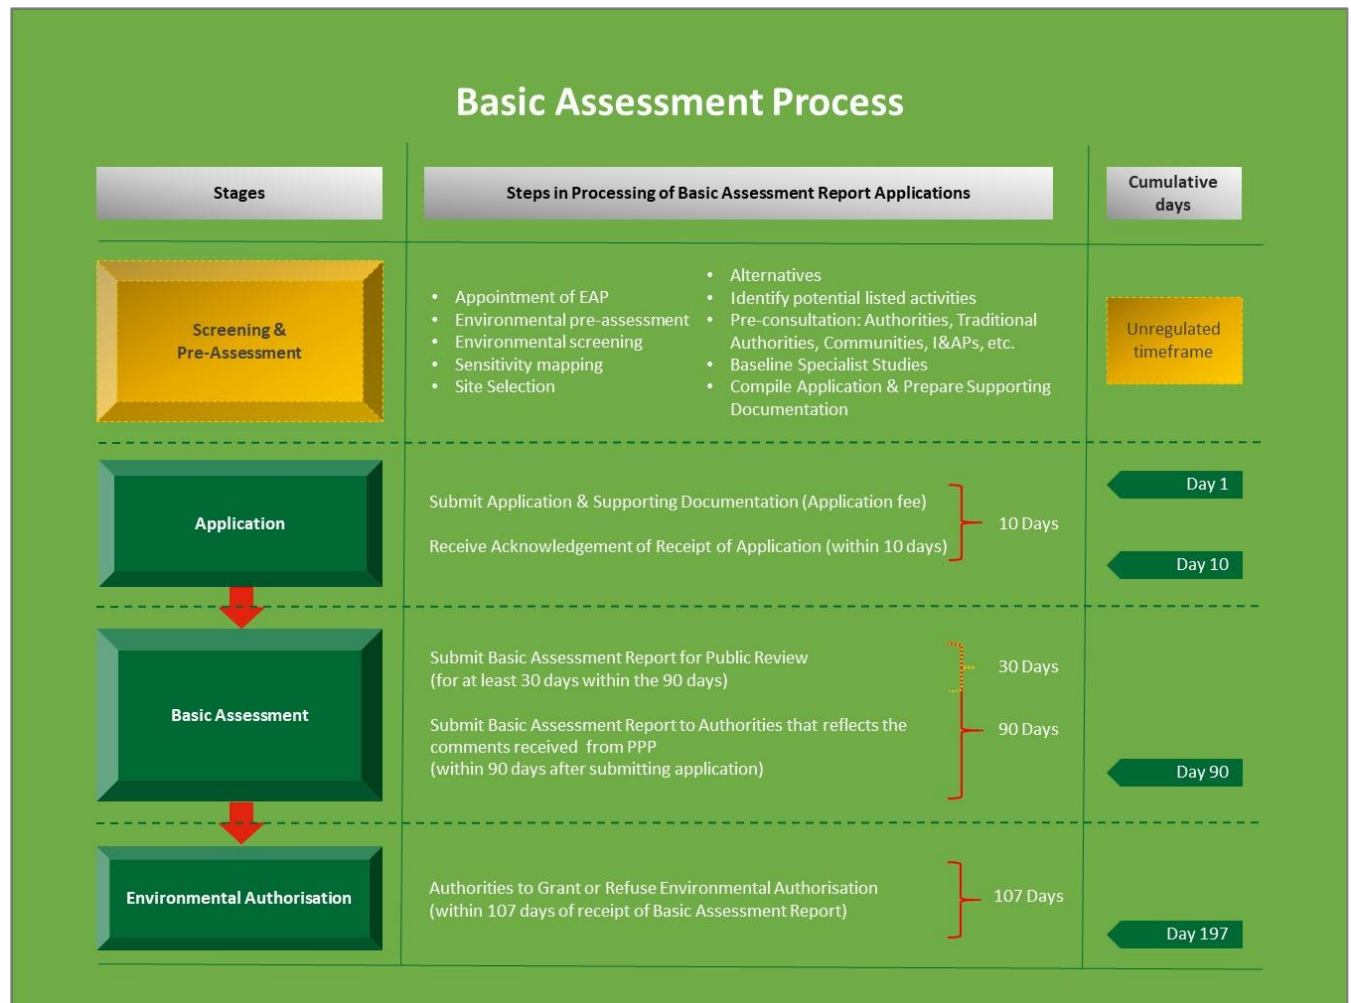 Basic Assessment Process
Stages
Steps in Processing of Basic Assessment Report Applications
Cumulative
days
Screening &
Pre-Assessment
• Appointment of EAP
• Environmental pre-assessment
• Environmental screening
• Sensitivity mapping
• Site Selection
• Alternatives
• Identify potential listed activities
• Pre-consultation: Authorities, Traditional
Authorities, Communities, I&APs, etc.
• Baseline Specialist Studies
• Compile Application & Prepare Supporting
Documentation
Unregulated
timeframe
Application
Submit Application & Supporting Documentation (Application fee)
Receive Acknowledgement of Receipt of Application (within 10 days)
10 Days
Day 1
Day 10
Basic Assessment
Submit Basic Assessment Report for Public Review
(for at least 30 days within the 90 days)
30 Days
Submit Basic Assessment Report to Authorities that reflects the
comments received from PPP
(within 90 days after submitting application)
90 Days
Day 90
Environmental Authorisation
Authorities to Grant or Refuse Environmental Authorisation
(within 107 days of receipt of Basic Assessment Report)
107 Days
Day 197